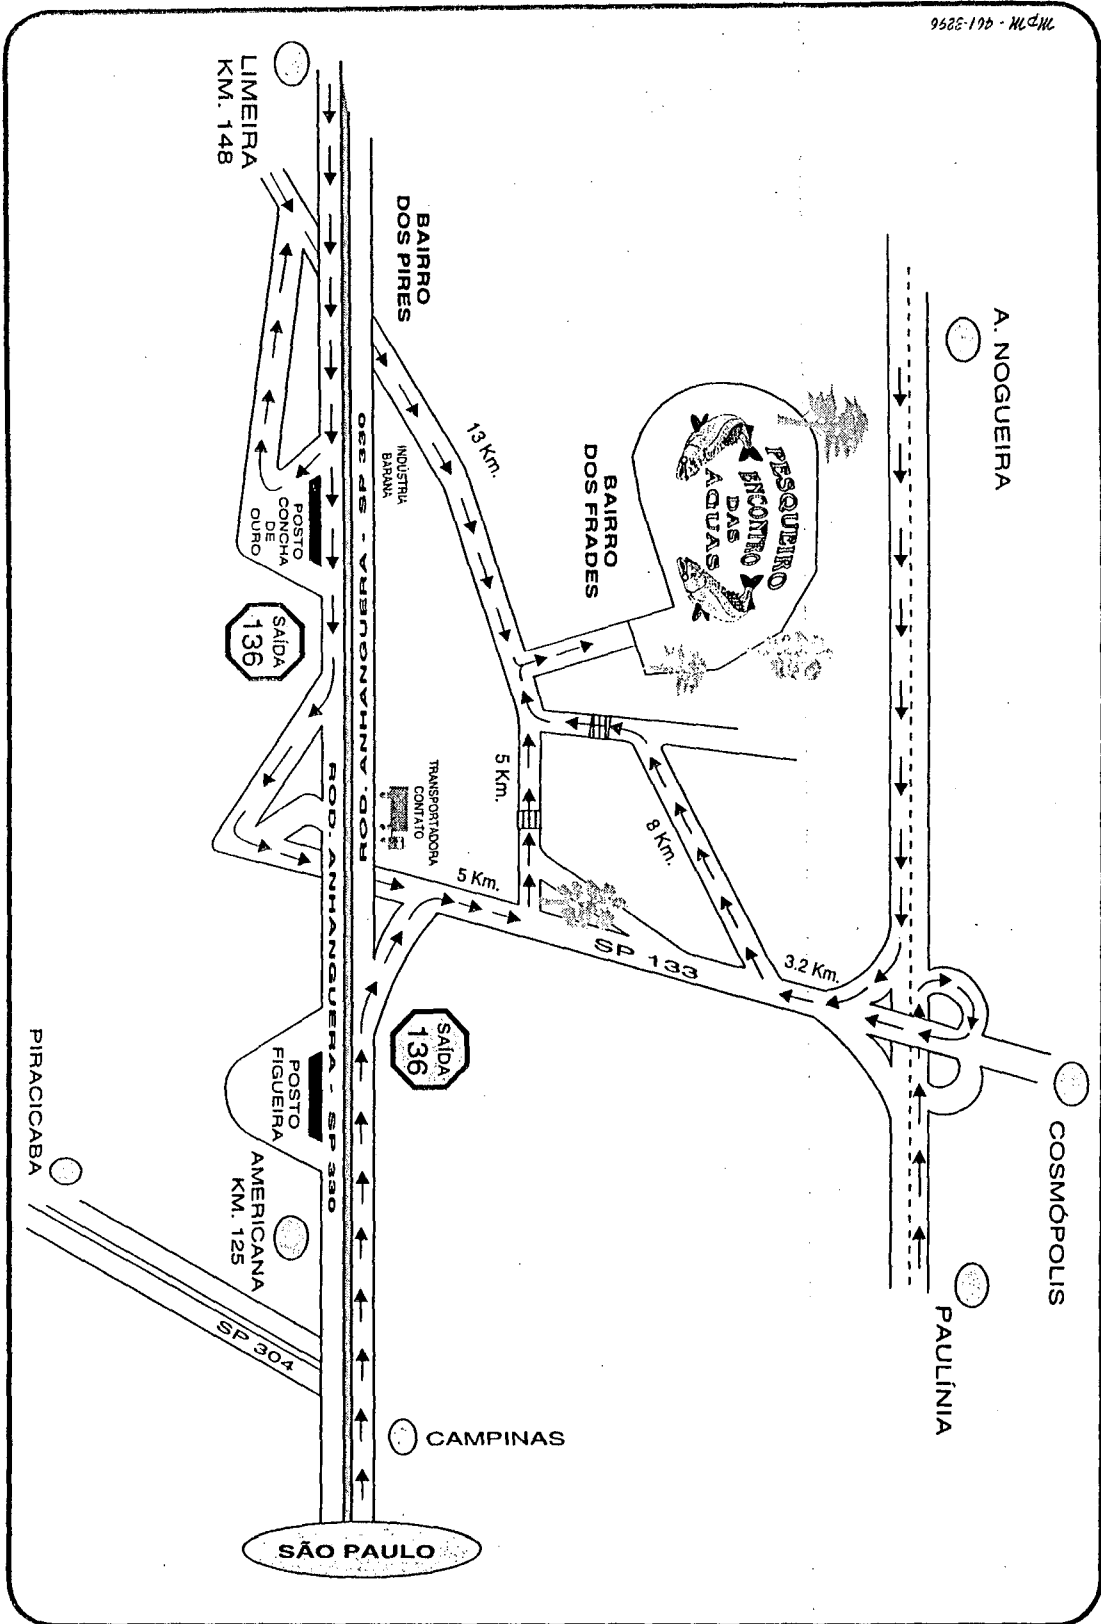 MPM - 461-3296
LIMEIRA
KM. 148
BAIRRO
DOS PIRES
A. NOGUEIRA
13 Km.
INDÚSTRIA
BARANA
BAIRRO
DOS FRADES
PESQUEIRO
ENCONTRO
DAS
ÁGUAS
POSTO
CONCHA
DE
OURO
SAÍDA
136
ROD. ANHANGUERA - SP 330
ROD. ANHANGUERA - SP 330
TRANSPORTADORA
CONTATO
5 Km.
5 Km.
8 Km.
SP 133
3.2 Km.
SAÍDA
136
COSMÓPOLIS
PAULÍNIA
POSTO
FIGUEIRA
AMERICANA
KM. 125
PIRACICABA
SP 304
CAMPINAS
SÃO PAULO